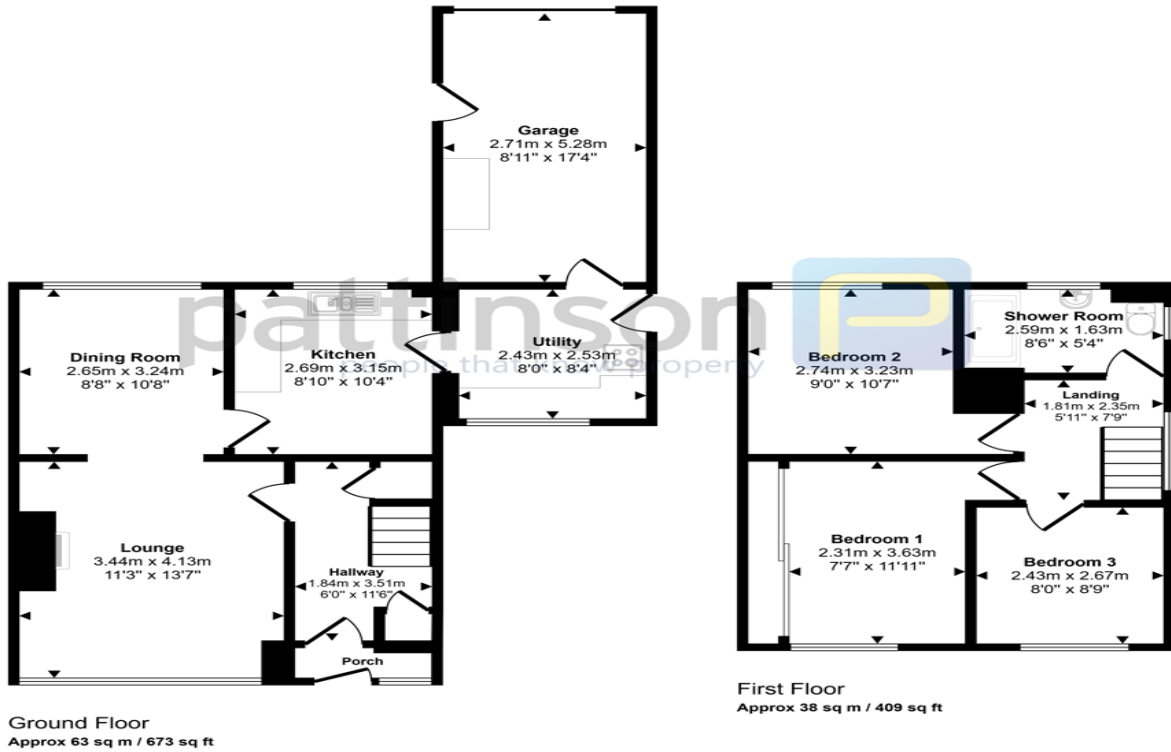 Garage
2.71m x 5.28m
8'11" x 17'4"
pattinson
people that know property
Dining Room
2.65m x 3.24m
8'8" x 10'8"
Kitchen
2.69m x 3.15m
8'10" x 10'4"
Utility
2.43m x 2.53m
8'0" x 8'4"
Lounge
3.44m x 4.13m
11'3" x 13'7"
Hallway
1.84m x 3.51m
6'0" x 11'6"
Porch
Ground Floor
Approx 63 sq m / 673 sq ft
Bedroom 2
2.74m x 3.23m
9'0" x 10'7"
Shower Room
2.59m x 1.63m
8'6" x 5'4"
Landing
1.81m x 2.35m
5'11" x 7'9"
Bedroom 1
2.31m x 3.63m
7'7" x 11'11"
Bedroom 3
2.43m x 2.67m
8'0" x 8'9"
First Floor
Approx 38 sq m / 409 sq ft